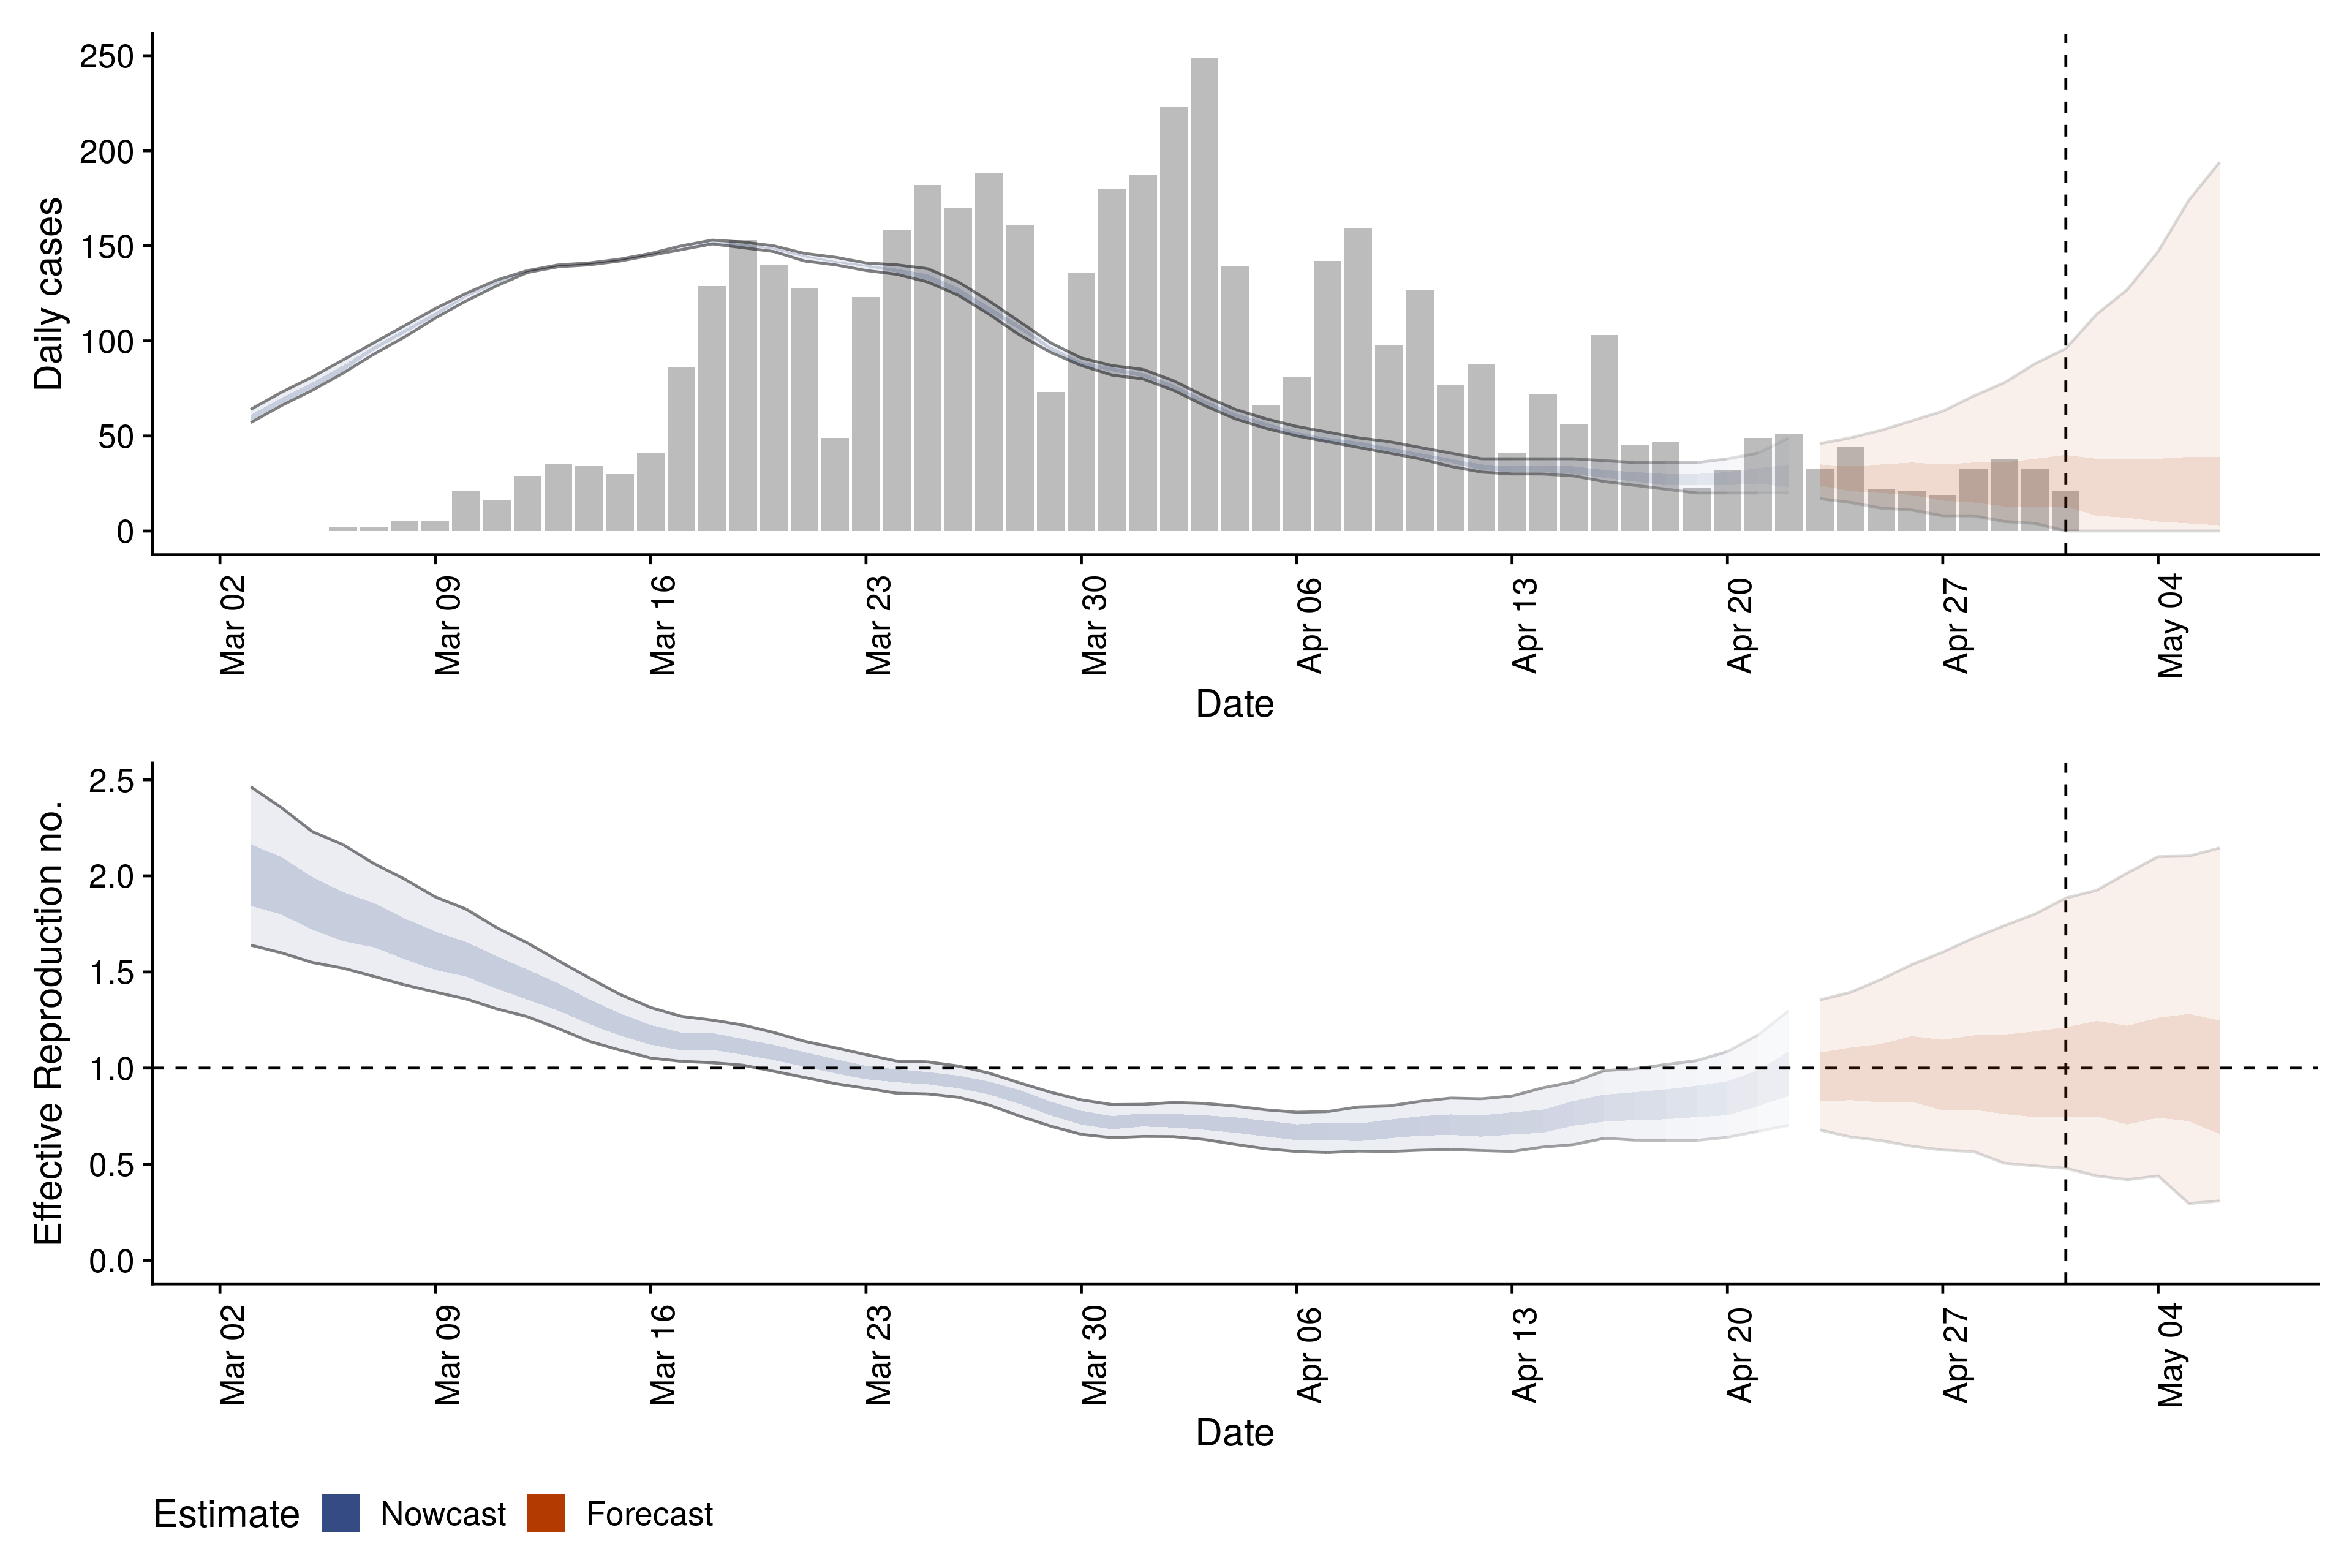 Daily cases
250
200
150
100
50
0
Mar 02
Mar 09
Mar 16
Mar 23
Mar 30
Apr 06
Apr 13
Apr 20
Apr 27
May 04
Date
Effective Reproduction no.
2.5
2.0
1.5
1.0
0.5
0.0
Mar 02
Mar 09
Mar 16
Mar 23
Mar 30
Apr 06
Apr 13
Apr 20
Apr 27
May 04
Date
Estimate Nowcast Forecast